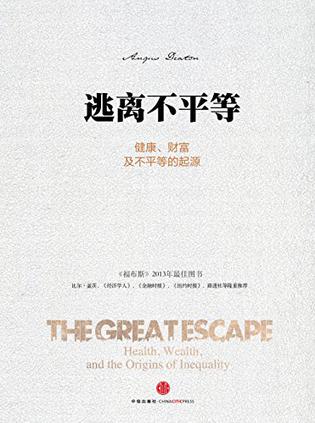 Angus Deaton
逃离不平等
健康、财富
及不平等的起源
《福布斯》2013年最佳图书
比尔·盖茨、《经济学人》、《金融时报》、《纽约时报》、路透社等隆重推荐
THE GREAT ESCAPE
Health, Wealth,
and the Origins of Inequality
中信出版社·CHINACITICPRESS